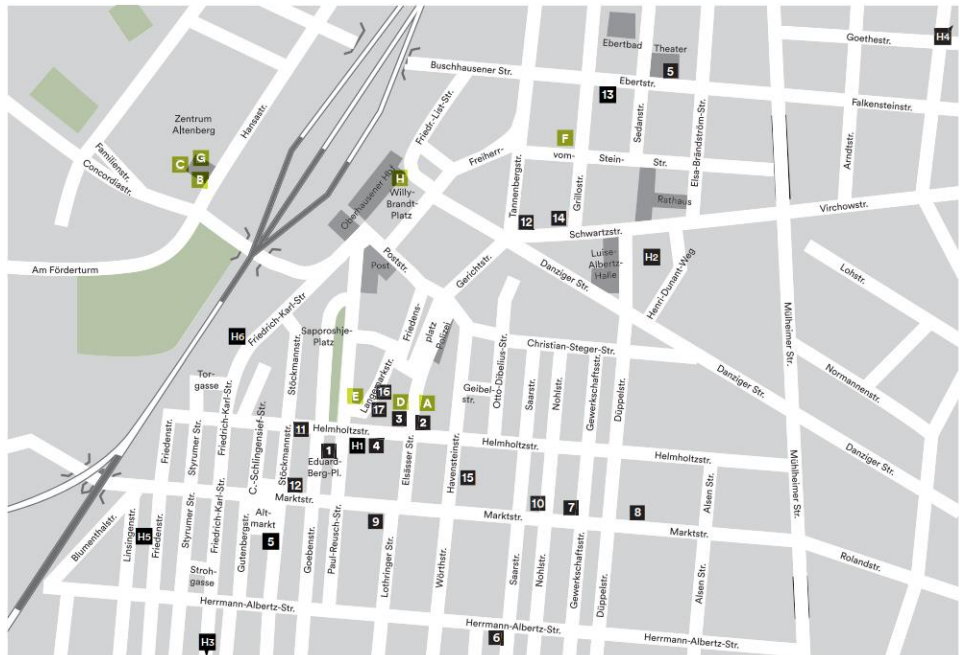 H4
Ebertbad
Theater
Goethestr.
Buschhausener Str.
5
Ebertstr.
13
Falkensteinstr.
Hansastr.
Friedr.-List-Str.
Sedanstr.
Elsa-Brändström-Str.
Arndtstr.
Zentrum
Altenberg
C
G
B
F
Freiherr-
vom-
Stein-
Str.
Familienstr.
Concordiastr.
Oberhausener Hbf
H
Willy-
Brandt-
Platz
Tannenbergstr.
Grillostr.
Rathaus
12
14
Schwartzstr.
Virchowstr.
Am Förderturm
Post
Poststr.
Gerichtstr.
Danziger Str.
Luise-
Albertz-
Halle
H2
Henri-Dunant-Weg
Lohstr.
Mülheimer Str.
Friedrich-Karl-Str
H6
Saporoshje-
Platz
Friedens-
platz
Polizei
Christian-Steger-Str.
Danziger Str.
Normannenstr.
Tor-
gasse
Stöckmannstr.
Langemarkstr.
Otto-Dibelius-Str.
Saarstr.
Nohlstr.
Gewerkschaftsstr.
Düppelstr.
Geibel-
str.
E
16
17
D
A
3
2
Friedenstr.
Styrumer Str.
Friedrich-Karl-Str.
C.-Schlingensief-Str.
Stöckmannstr.
11
Helmholtzstr.
1
H1
4
Eduard-
Berg-Pl.
Elsässer Str.
Havensteinstr.
Helmholtzstr.
Helmholtzstr.
Danziger Str.
Mühlheimer Str.
15
12
Marktstr.
10
7
8
Alsen Str.
Marktstr.
Marktstr.
Blumenthalstr.
Linsingenstr.
H5
Friedenstr.
Styrumer Str.
Friedrich-Karl-Str.
Gutenbergstr.
Alt-
markt
5
Goebenstr.
Paul-Reusch-Str.
9
Lothringer Str.
Wörthstr.
Saarstr.
Nohlstr.
Gewerkschaftsstr.
Düppelstr.
Alsen Str.
Rolandstr.
Stroh-
gasse
Herrmann-Albertz-Str.
Herrmann-Albertz-Str.
Herrmann-Albertz-Str.
H3
6